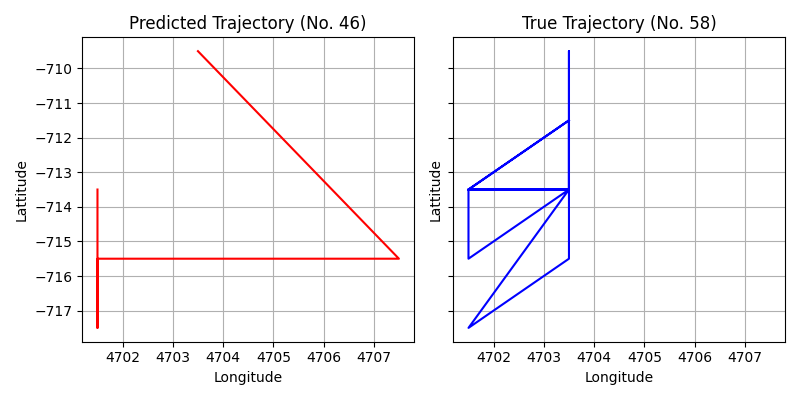 Predicted Trajectory (No. 46)
True Trajectory (No. 58)
−710
−711
−712
−713
−714
−715
−716
−717
Lattitude
Lattitude
4702 4703 4704 4705 4706 4707
4702 4703 4704 4705 4706 4707
Longitude
Longitude